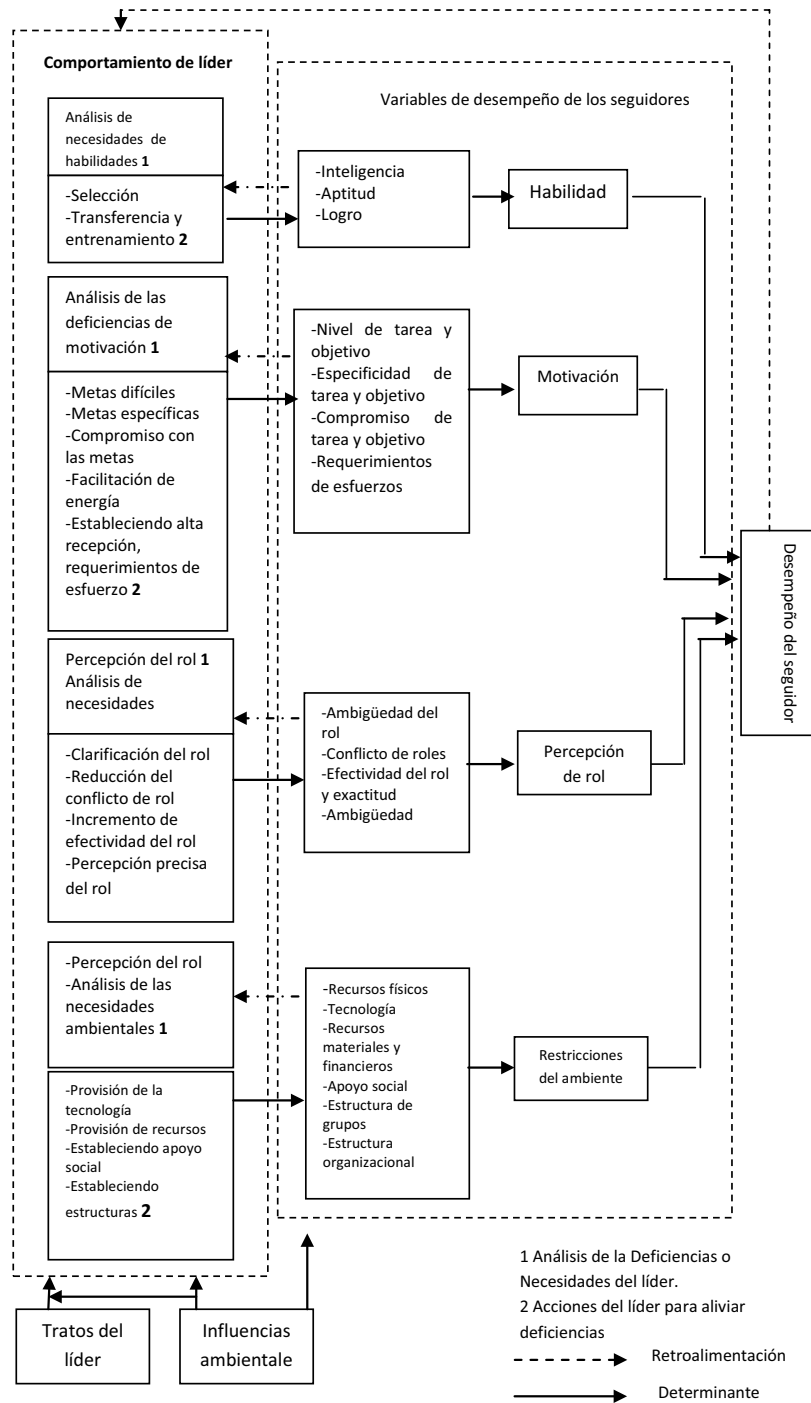 Comportamiento de líder
Análisis de
necesidades de
habilidades 1
-Selección
-Transferencia y
entrenamiento 2
Análisis de las
deficiencias de
motivación 1
-Metas difíciles
-Metas específicas
-Compromiso con
las metas
-Facilitación de
energía
-Estableciendo alta
recepción,
requerimientos de
esfuerzo 2
Percepción del rol 1
Análisis de
necesidades
-Clarificación del rol
-Reducción del
conflicto de rol
-Incremento de
efectividad del rol
-Percepción precisa
del rol
-Percepción del rol
-Análisis de las
necesidades
ambientales 1
-Provisión de la
tecnología
-Provisión de recursos
-Estableciendo apoyo
social
-Estableciendo
estructuras 2
Variables de desempeño de los seguidores
-Inteligencia
-Aptitud
-Logro
Habilidad
-Nivel de tarea y
objetivo
-Especificidad de
tarea y objetivo
-Compromiso de
tarea y objetivo
-Requerimientos
de esfuerzos
Motivación
-Ambigüedad del
rol
-Conflicto de roles
-Efectividad del rol
y exactitud
-Ambigüedad
Percepción
de rol
-Recursos físicos
-Tecnología
-Recursos
materiales y
financieros
-Apoyo social
-Estructura de
grupos
-Estructura
organizacional
Restricciones
del ambiente
Desempeño del
seguidor
Tratos del
líder
Influencias
ambientale
1 Análisis de la Deficiencias o
Necesidades del líder.
2 Acciones del líder para aliviar
deficiencias
Retroalimentación
Determinante